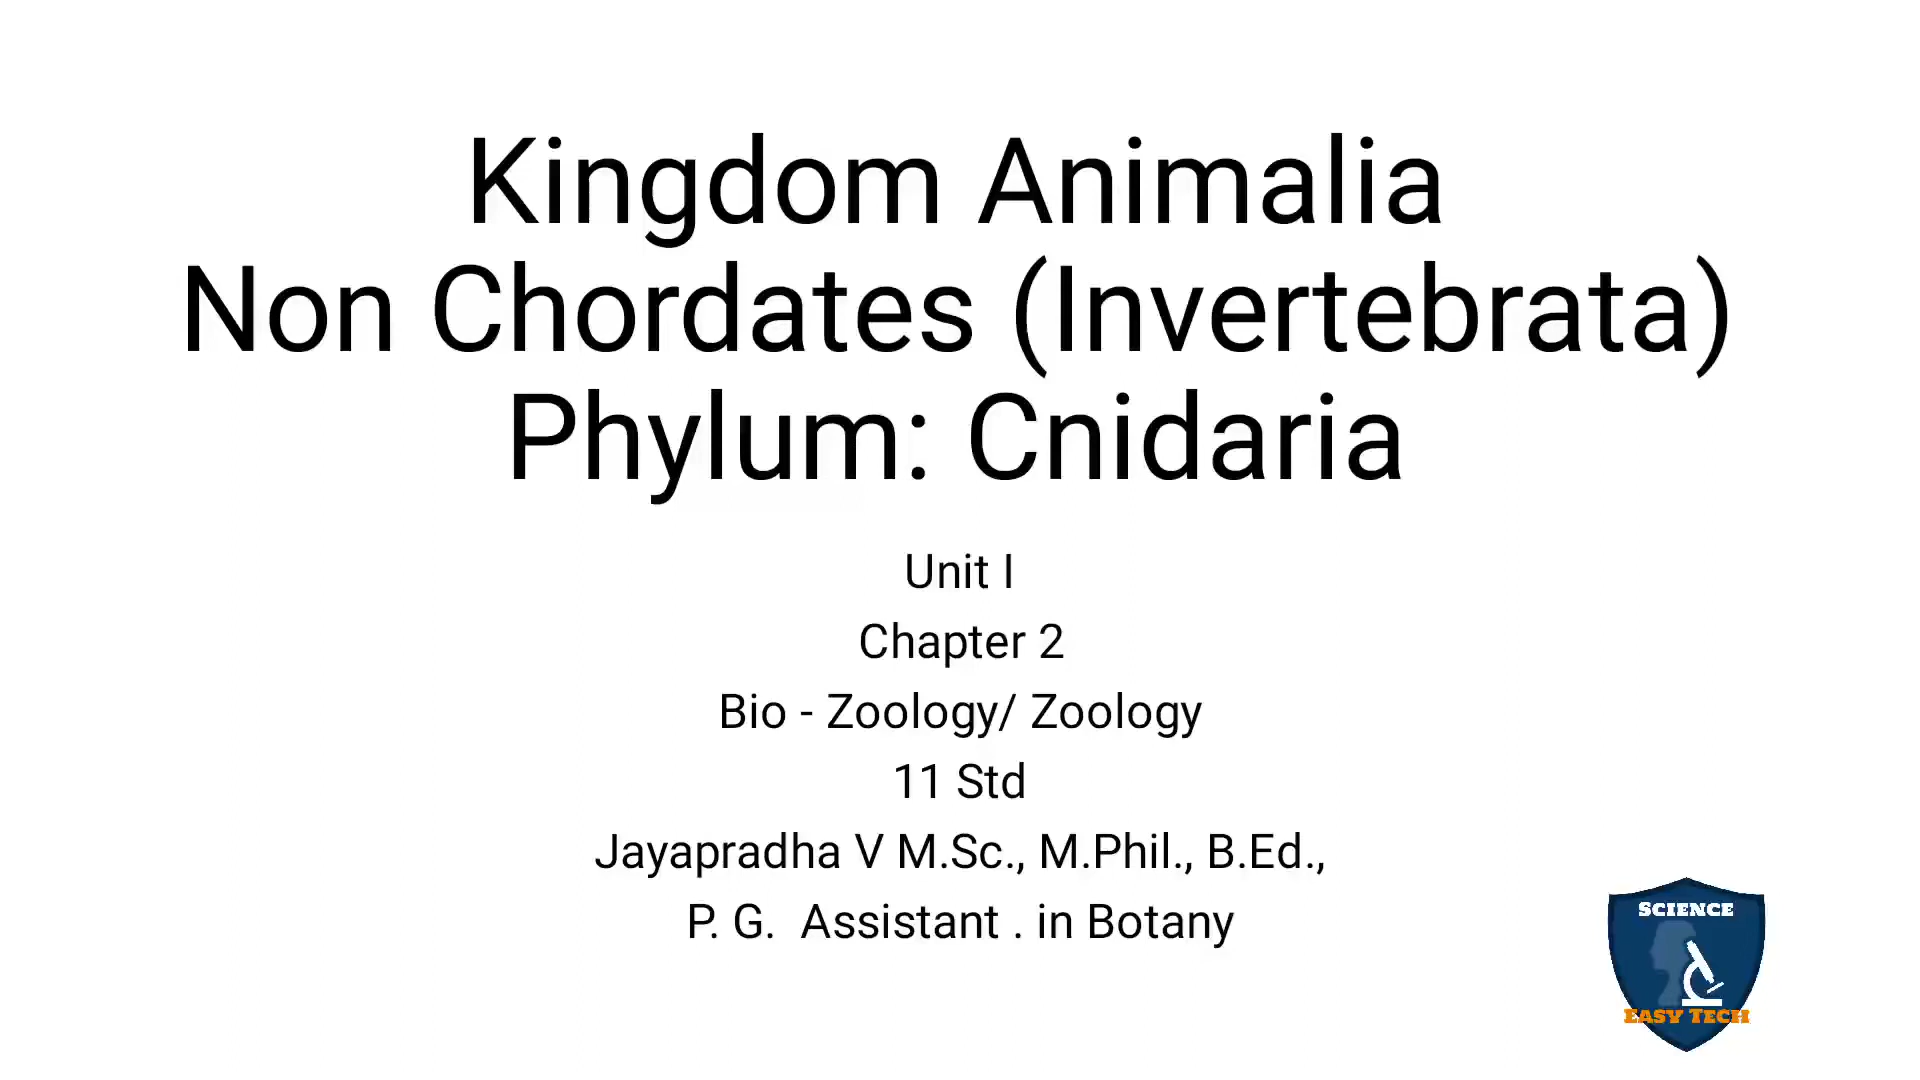 Kingdom Animalia
Non Chordates (Invertebrata)
Phylum: Cnidaria
Unit I
Chapter 2
Bio - Zoology/ Zoology
11 Std
Jayapradha V M.Sc., M.Phil., B.Ed.,
P. G.  Assistant . in Botany
SCIENCE
EASY TECH